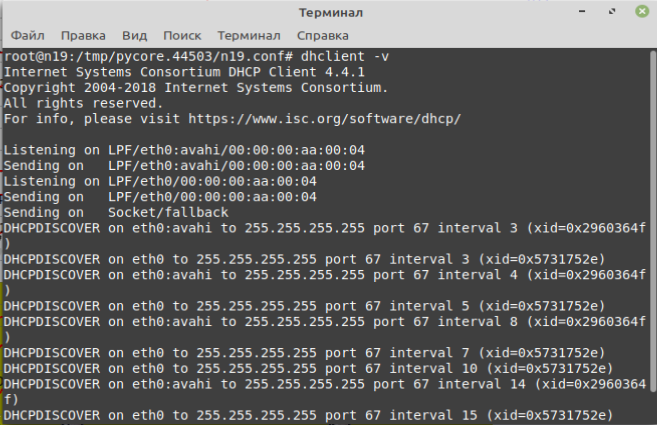 Терминал
Файл Правка Вид Поиск Терминал Справка
root@n19:/tmp/pycore.44503/n19.conf# dhclient -v
Internet Systems Consortium DHCP Client 4.4.1
Copyright 2004-2018 Internet Systems Consortium.
All rights reserved.
For info, please visit https://www.isc.org/software/dhcp/
Listening on LPF/eth0:avahi/00:00:00:aa:00:04
Sending on   LPF/eth0:avahi/00:00:00:aa:00:04
Listening on LPF/eth0/00:00:00:aa:00:04
Sending on   LPF/eth0/00:00:00:aa:00:04
Sending on   Socket/fallback
DHCPDISCOVER on eth0:avahi to 255.255.255.255 port 67 interval 3 (xid=0x2960364f
)
DHCPDISCOVER on eth0 to 255.255.255.255 port 67 interval 3 (xid=0x5731752e)
DHCPDISCOVER on eth0:avahi to 255.255.255.255 port 67 interval 4 (xid=0x2960364f
)
DHCPDISCOVER on eth0 to 255.255.255.255 port 67 interval 5 (xid=0x5731752e)
DHCPDISCOVER on eth0:avahi to 255.255.255.255 port 67 interval 8 (xid=0x2960364f
)
DHCPDISCOVER on eth0 to 255.255.255.255 port 67 interval 7 (xid=0x5731752e)
DHCPDISCOVER on eth0 to 255.255.255.255 port 67 interval 10 (xid=0x5731752e)
DHCPDISCOVER on eth0:avahi to 255.255.255.255 port 67 interval 14 (xid=0x2960364
f)
DHCPDISCOVER on eth0 to 255.255.255.255 port 67 interval 15 (xid=0x5731752e)